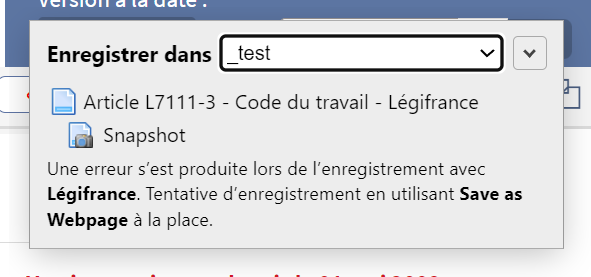 Version à la date :
Enregistrer dans
_test
Article L7111-3 - Code du travail - Légifrance
Snapshot
Une erreur s’est produite lors de l’enregistrement avec
Légifrance. Tentative d’enregistrement en utilisant Save as
Webpage à la place.